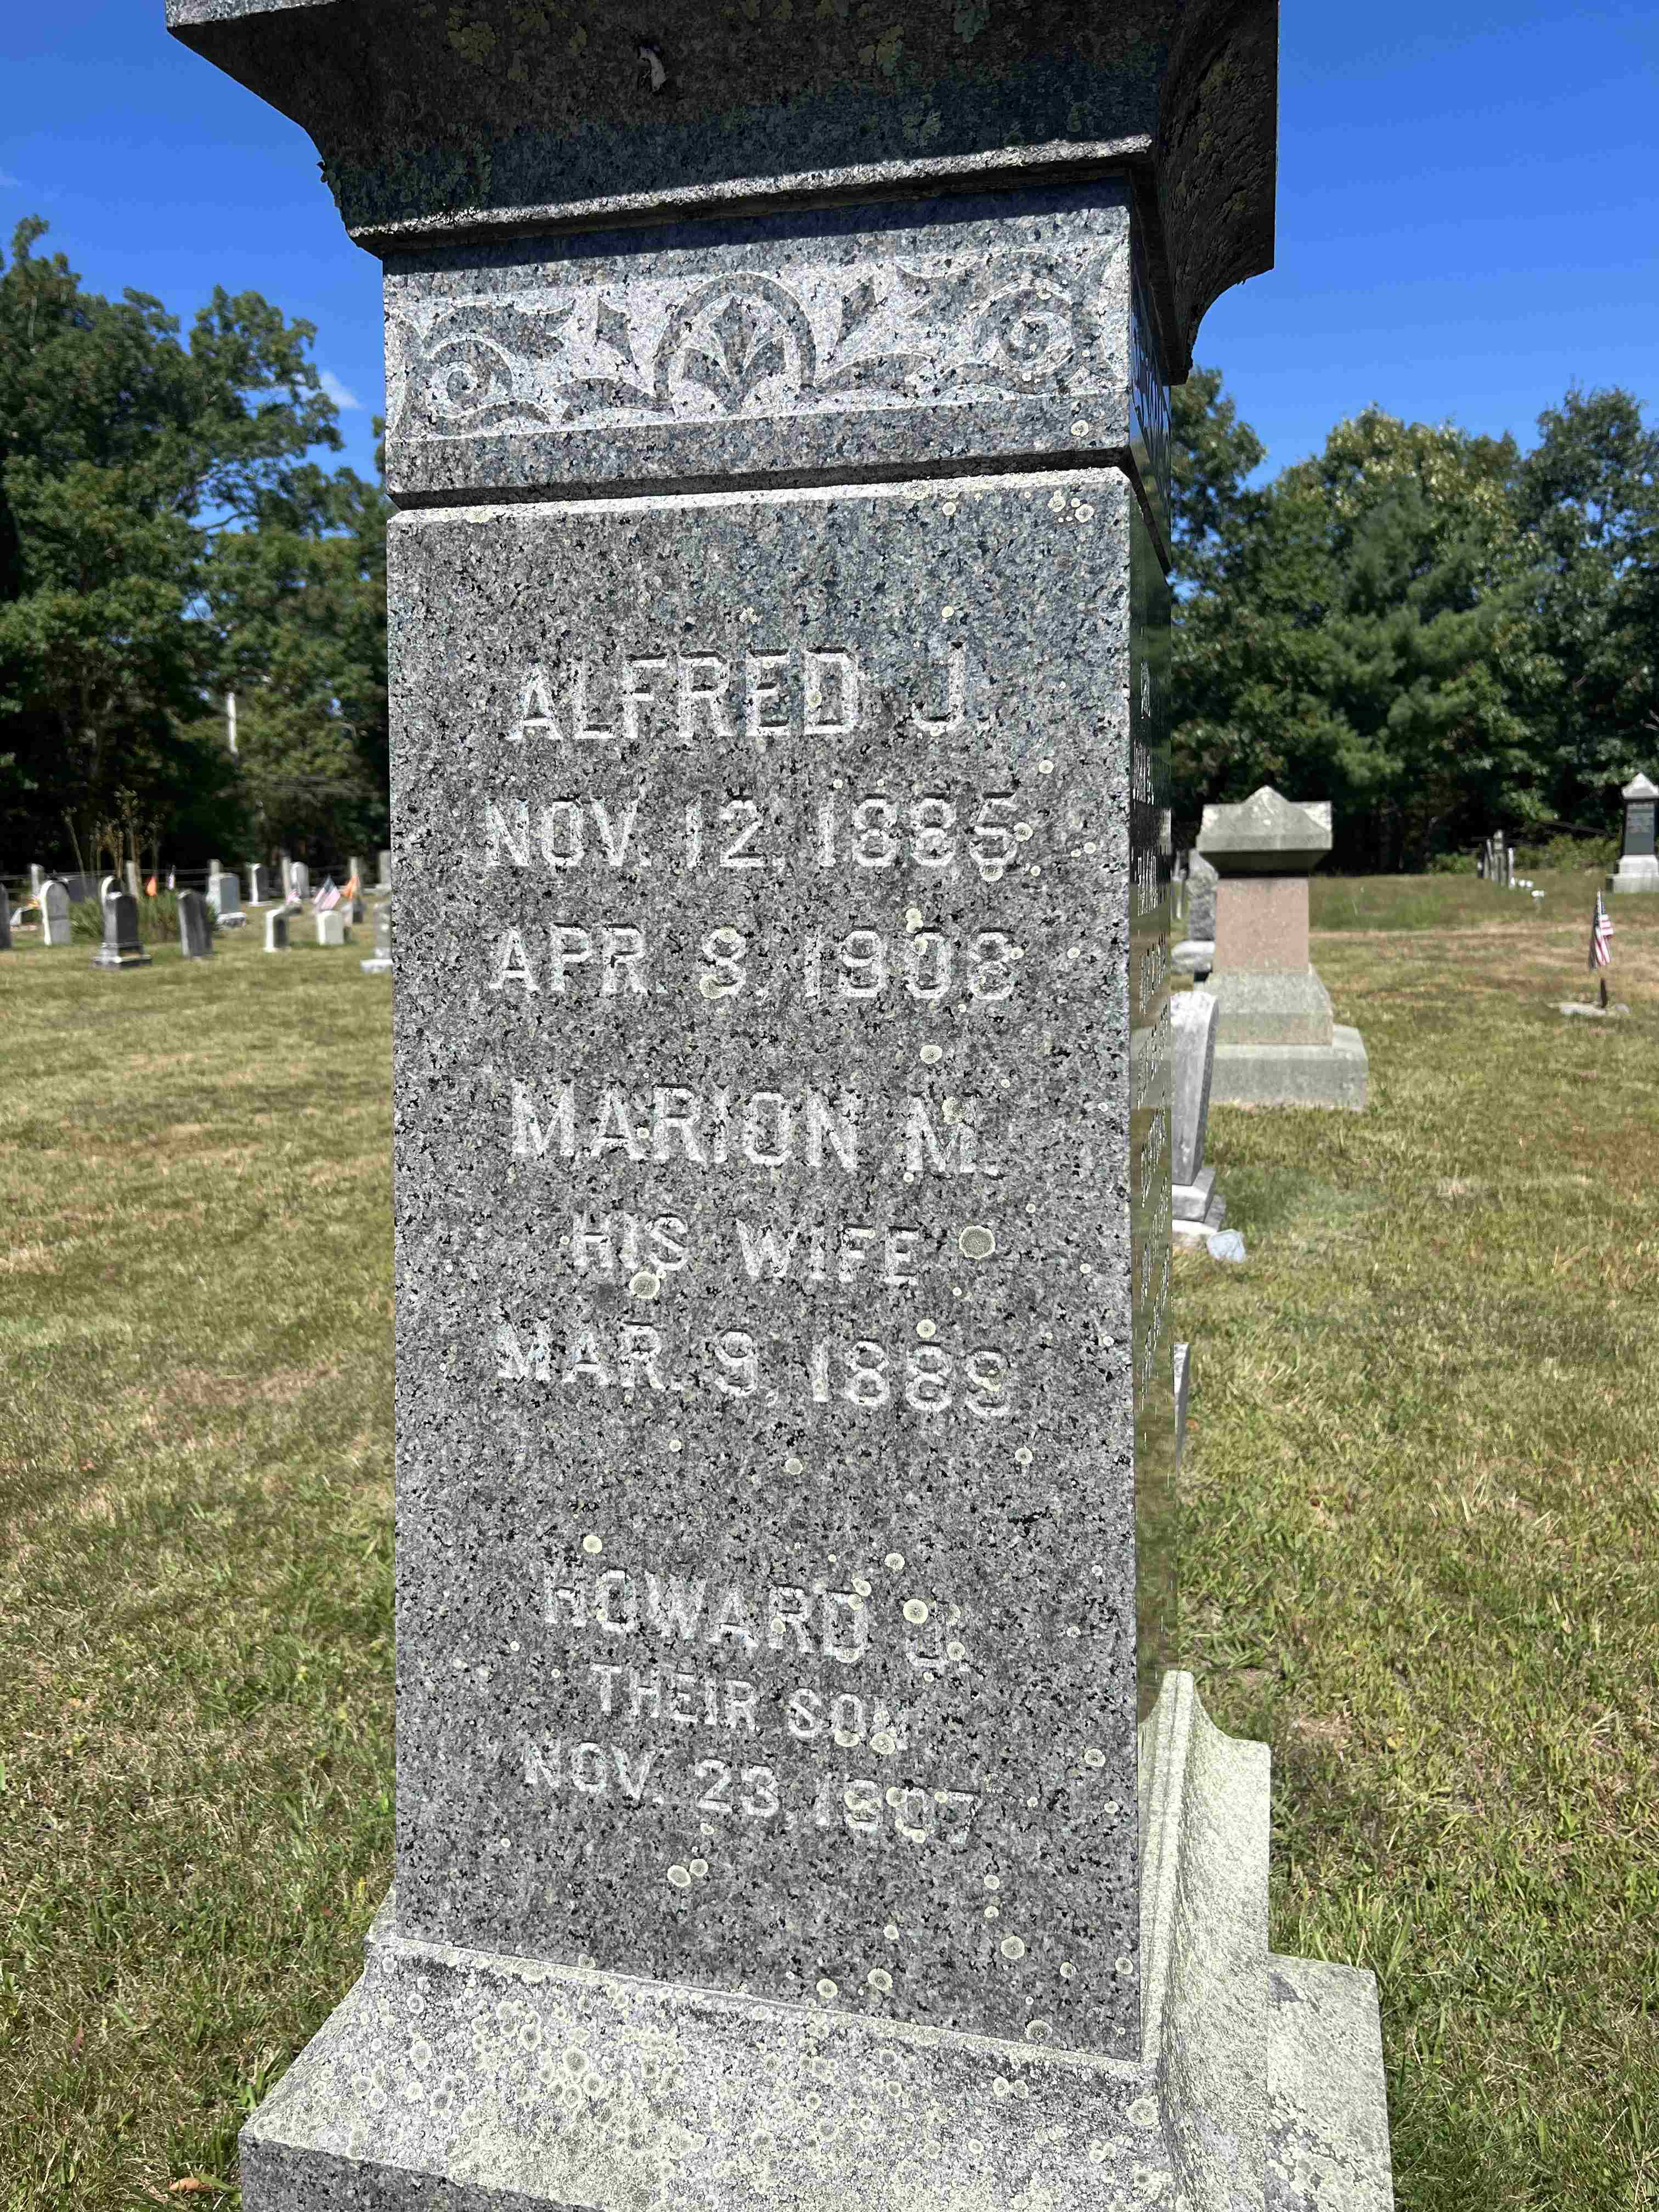 ALFRED J.
NOV. 12, 1885
APR. 8, 1908
MARION M.
HIS WIFE
MAR. 9, 1889
HOWARD J.
THEIR SON
NOV. 23, 1907